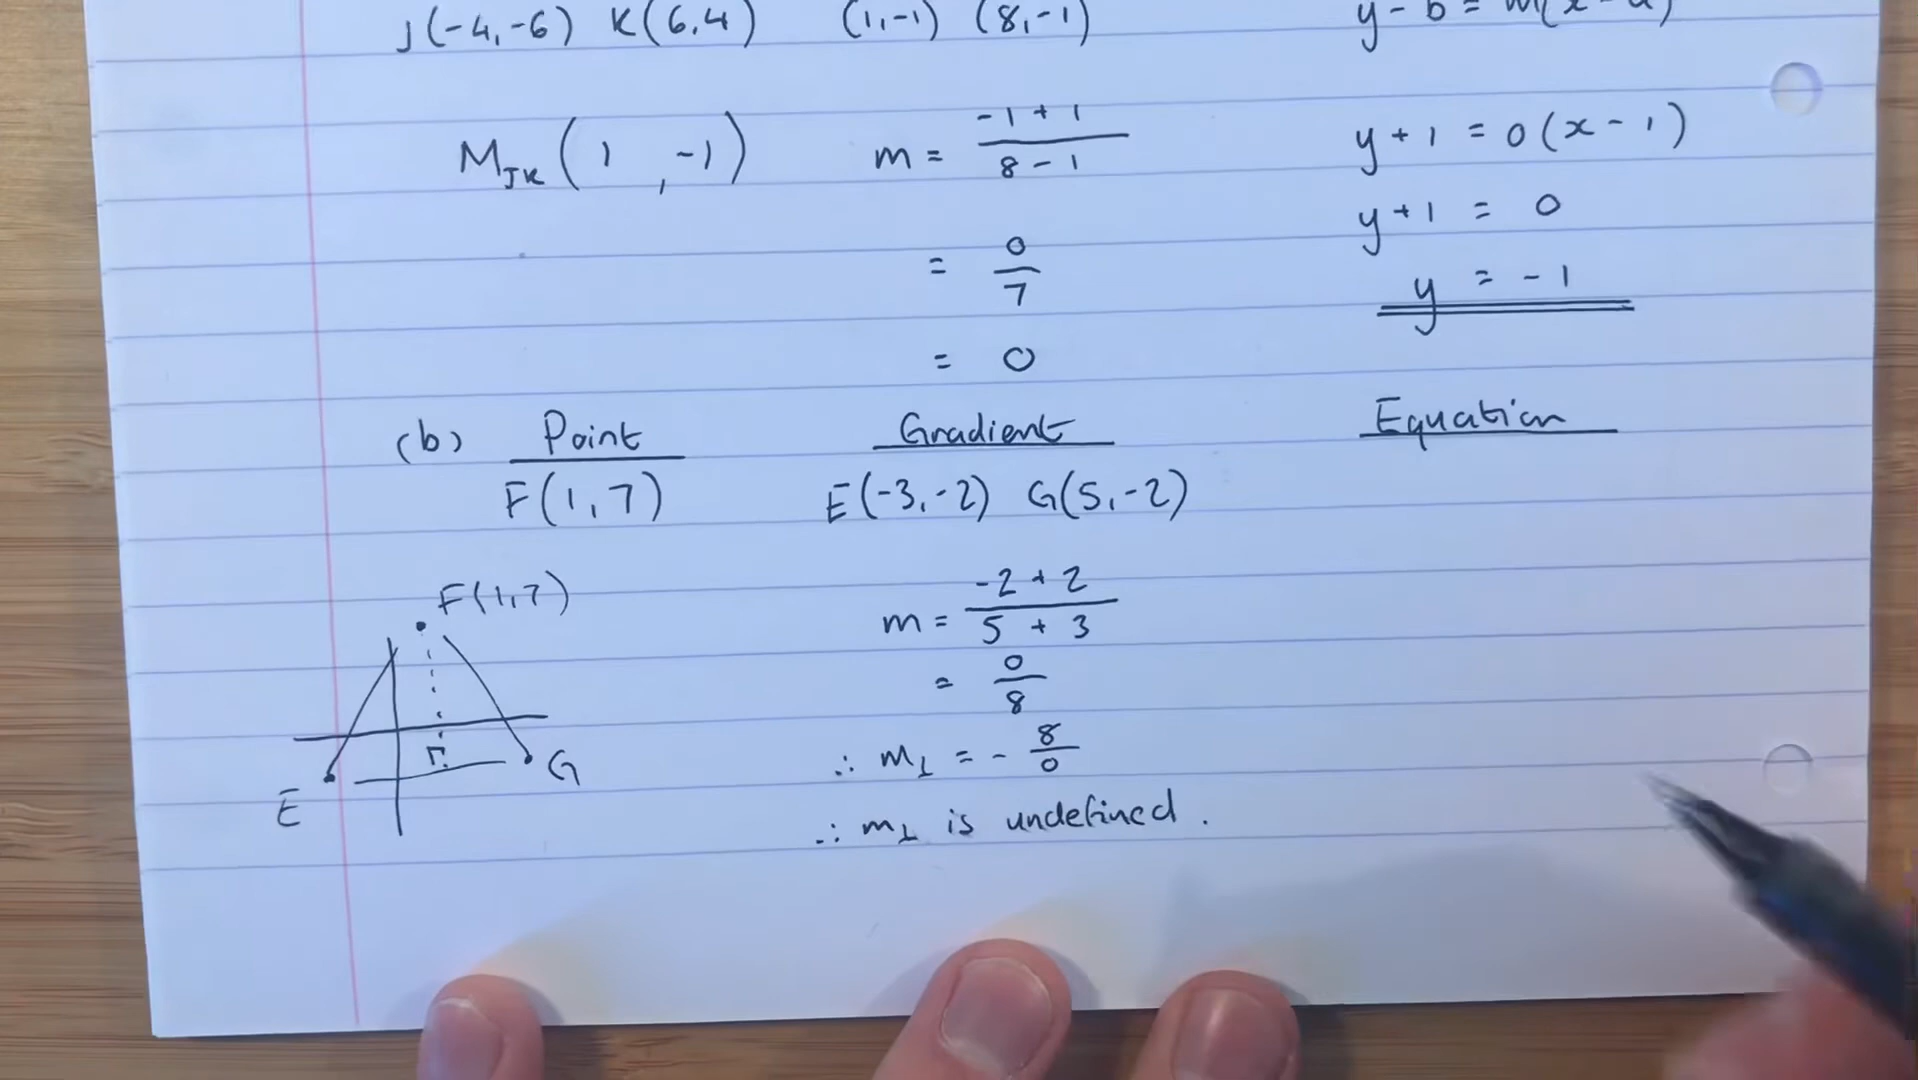 J(-4,-6) K(6,4) (1,-1) (8,-1) y - b = m(x - a)
M_JK (1, -1) m = (-1 + 1)/(8 - 1) y + 1 = 0(x - 1)
y + 1 = 0
= 0/7 y = -1
= 0
(b) Point Gradient Equation
F(1,7) E(-3,-2) G(5,-2)
F(1,7) m = (-2 + 2)/(5 + 3)
= 0/8
E G ∴ m⊥ = - 8/0
∴ m⊥ is undefined.